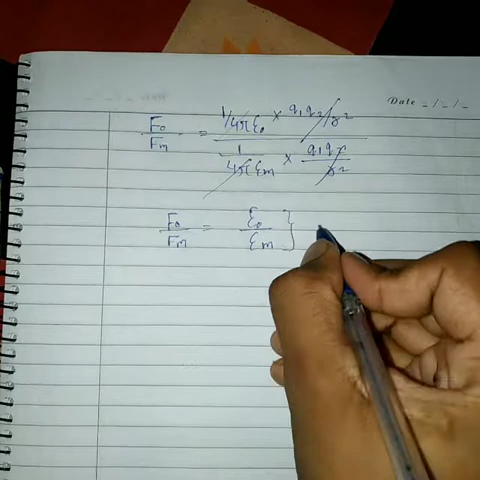 Date _/_/_
F₀/Fₘ = (1/4πε₀ × q₁q₂/r²) / (1/4πεₘ × q₁q₂/r²)
F₀/Fₘ = ε₀/εₘ }